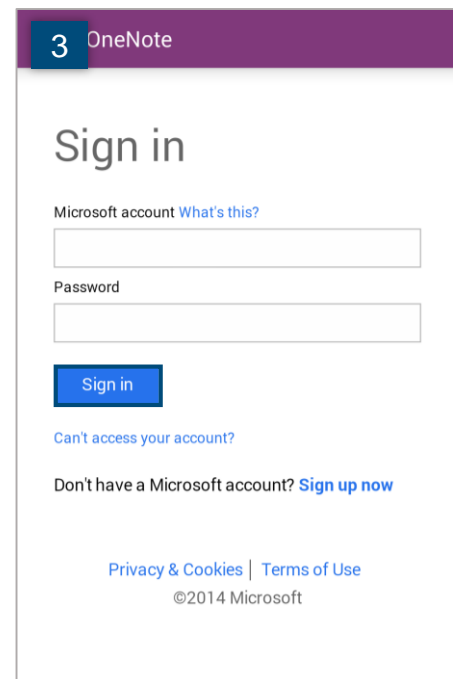 3 OneNote
Sign in
Microsoft account What's this?
Password
Sign in
Can't access your account?
Don't have a Microsoft account? Sign up now
Privacy & Cookies | Terms of Use
©2014 Microsoft